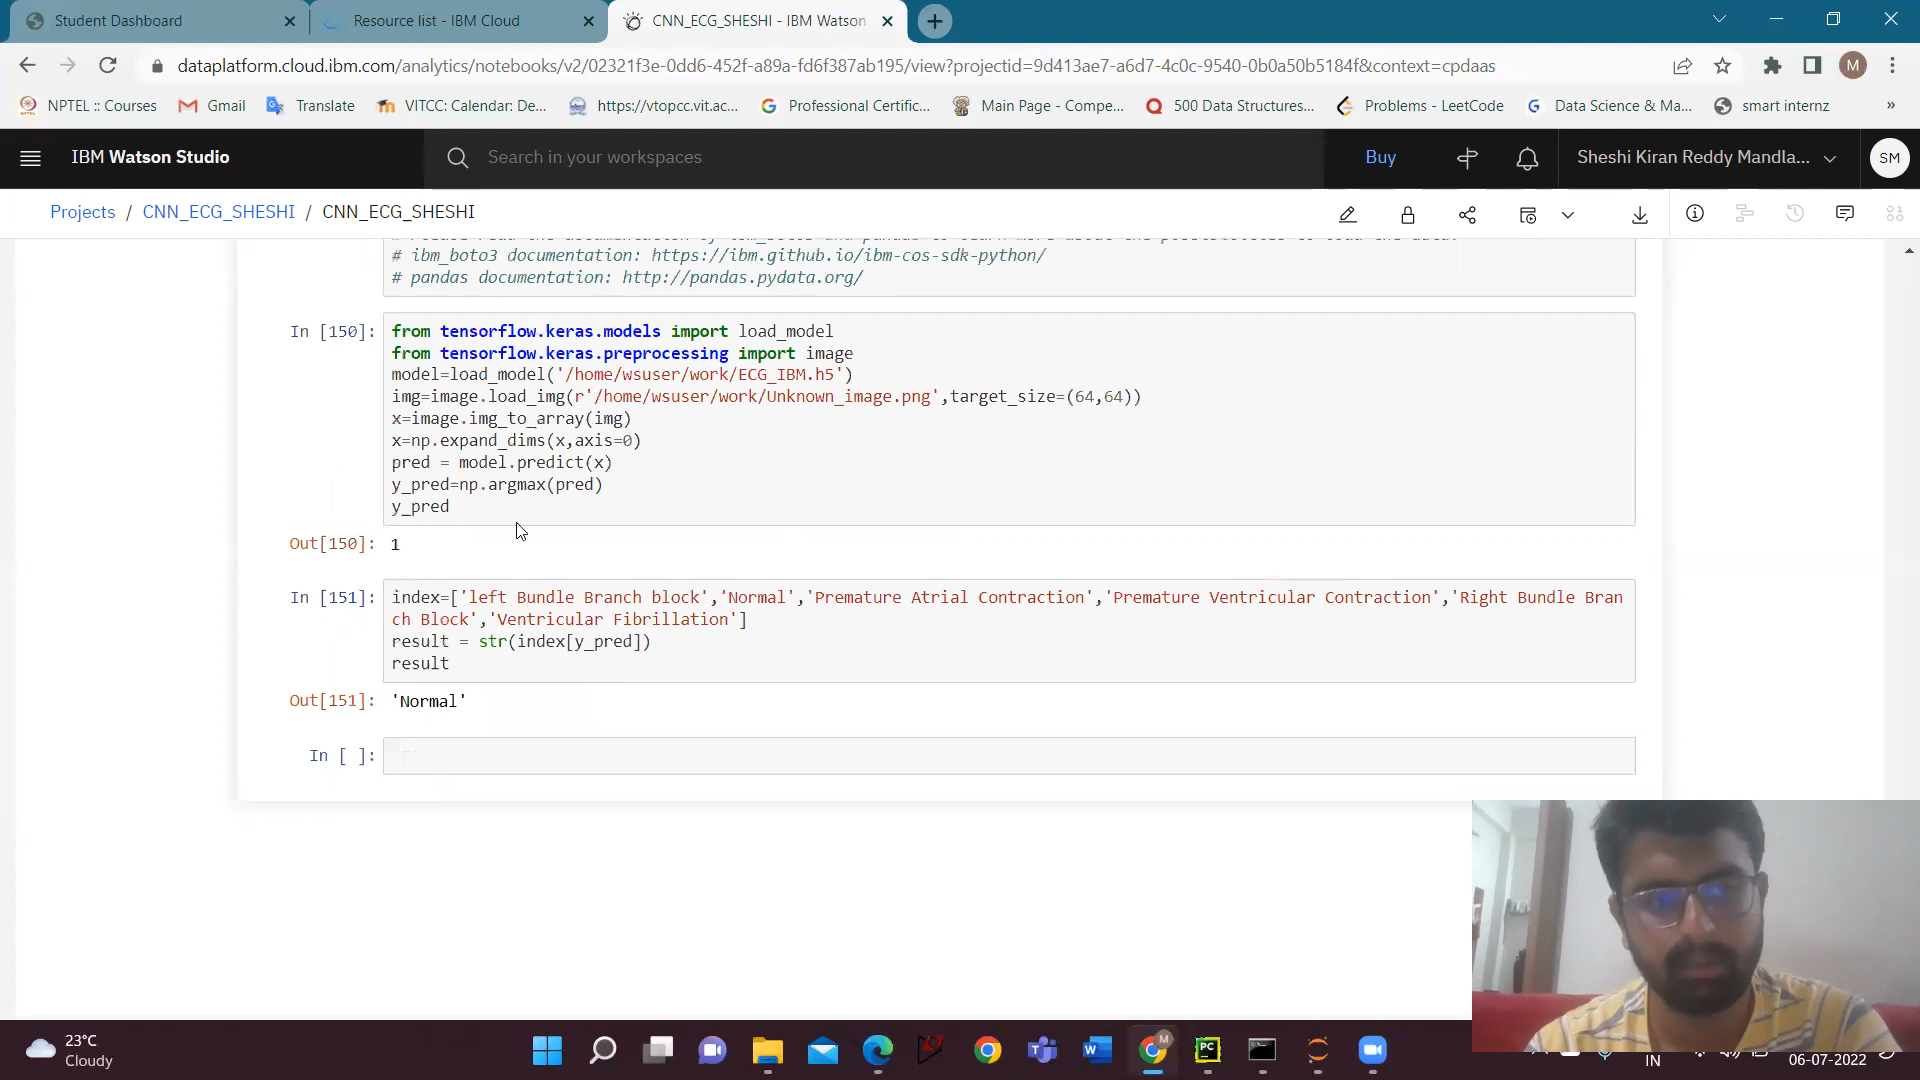 Student Dashboard
Resource list - IBM Cloud
CNN_ECG_SHESHI - IBM Watson
dataplatform.cloud.ibm.com/analytics/notebooks/v2/02321f3e-0dd6-452f-a89a-fd6f387ab195/view?projectid=9d413ae7-a6d7-4c0c-9540-0b0a50b5184f&context=cpdaas
M
NPTEL :: Courses
Gmail
Translate
VITCC: Calendar: De...
https://vtopcc.vit.ac...
Professional Certific...
Main Page - Compe...
500 Data Structures...
Problems - LeetCode
Data Science & Ma...
smart internz
»
IBM Watson Studio
Search in your workspaces
Buy
Sheshi Kiran Reddy Mandla...
SM
Projects / CNN_ECG_SHESHI / CNN_ECG_SHESHI
# ibm_boto3 documentation: https://ibm.github.io/ibm-cos-sdk-python/
# pandas documentation: http://pandas.pydata.org/
In [150]:
from tensorflow.keras.models import load_model
from tensorflow.keras.preprocessing import image
model=load_model('/home/wsuser/work/ECG_IBM.h5')
img=image.load_img(r'/home/wsuser/work/Unknown_image.png',target_size=(64,64))
x=image.img_to_array(img)
x=np.expand_dims(x,axis=0)
pred = model.predict(x)
y_pred=np.argmax(pred)
y_pred
Out[150]: 1
In [151]:
index=['left Bundle Branch block','Normal','Premature Atrial Contraction','Premature Ventricular Contraction','Right Bundle Bran
ch Block','Ventricular Fibrillation']
result = str(index[y_pred])
result
Out[151]: 'Normal'
In [ ]:
23°C
Cloudy
IN
06-07-2022